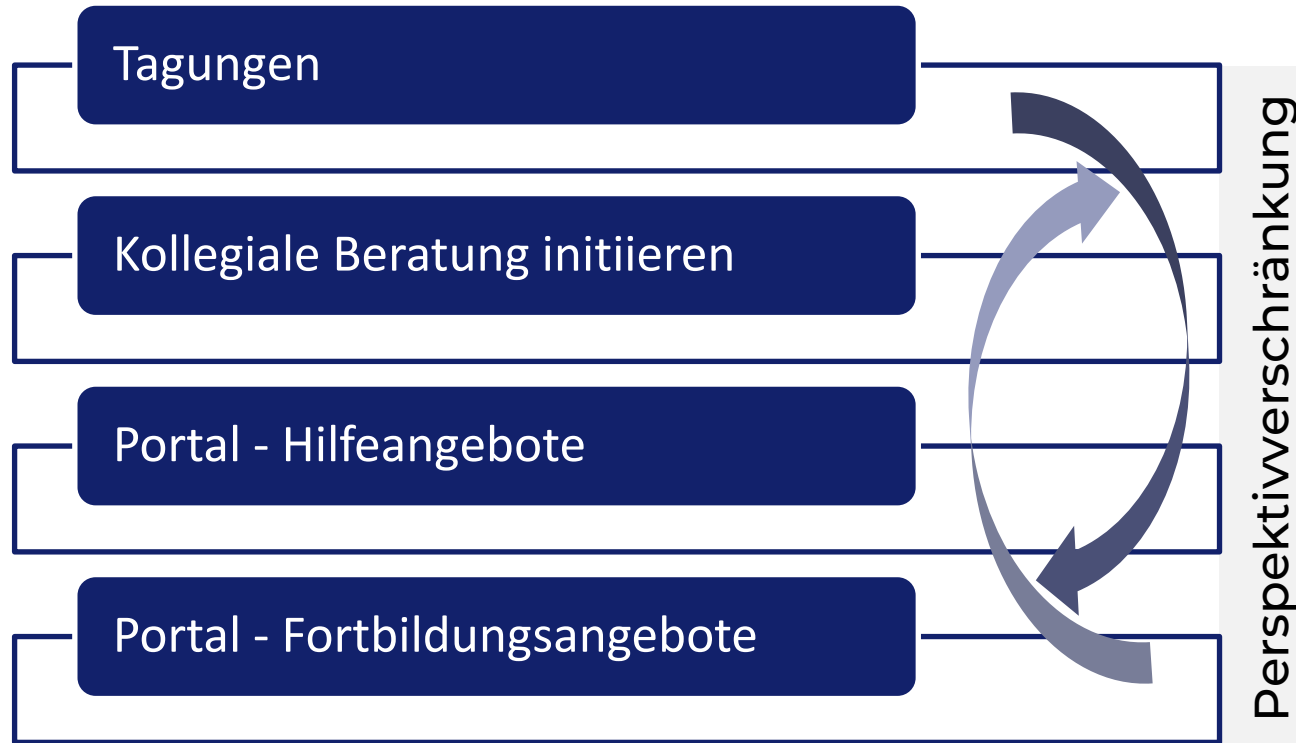 Tagungen
Kollegiale Beratung initiieren
Portal - Hilfeangebote
Portal - Fortbildungsangebote
Perspektivverschränkung